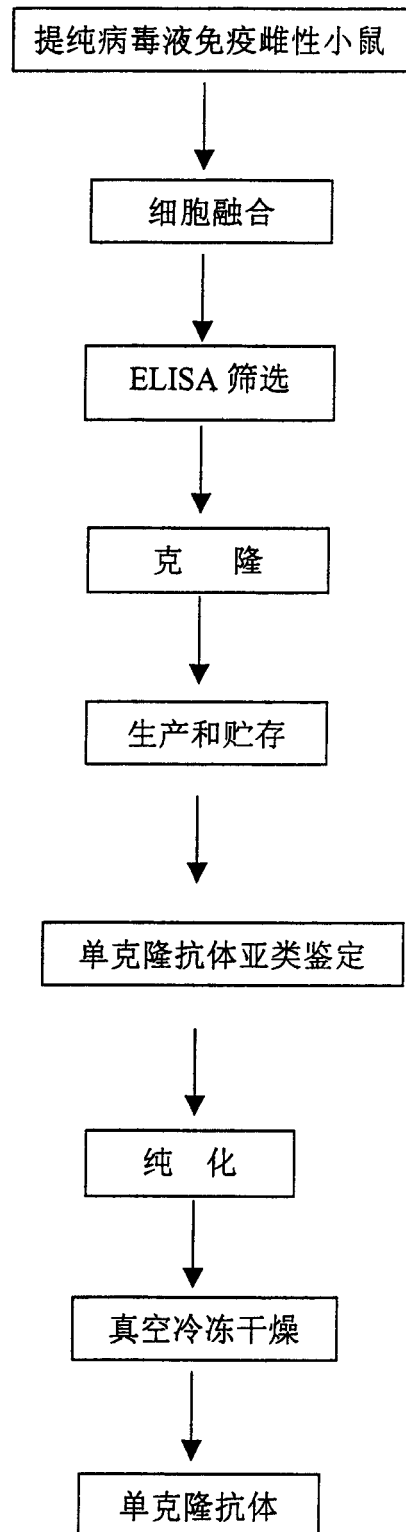 提纯病毒液免疫雌性小鼠
细胞融合
ELISA 筛选
克 隆
生产和贮存
单克隆抗体亚类鉴定
纯 化
真空冷冻干燥
单克隆抗体